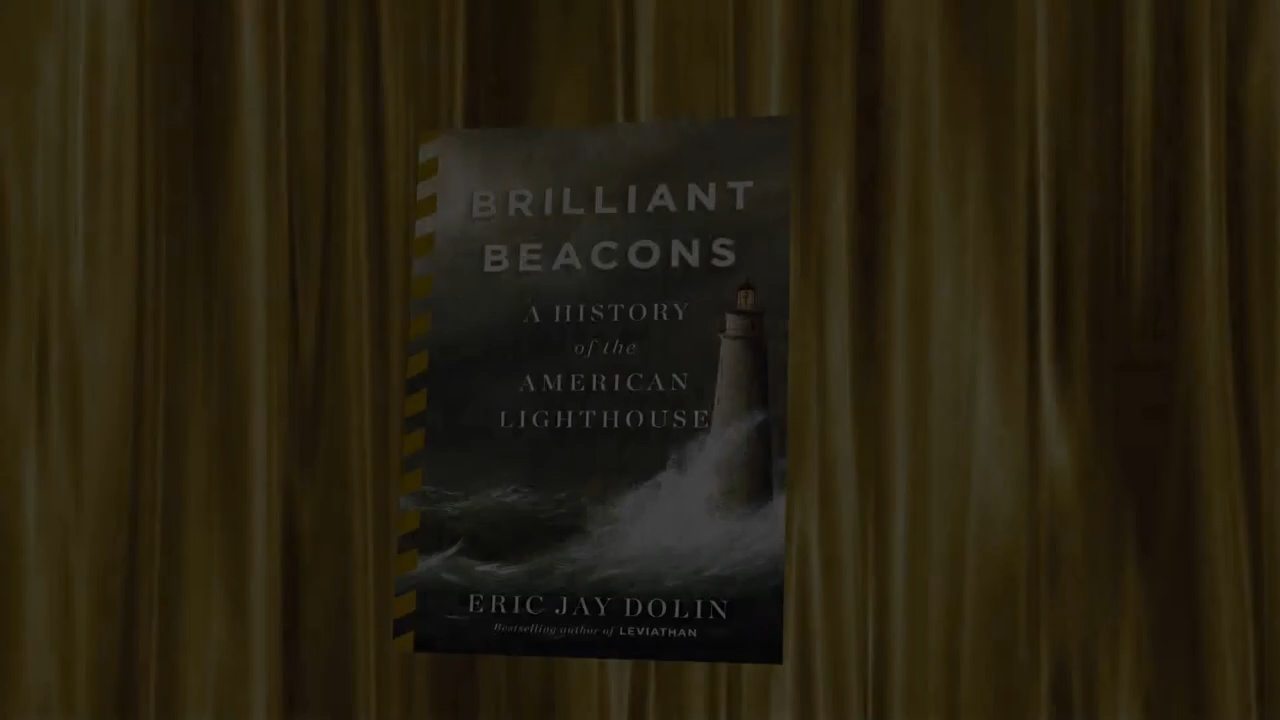 BRILLIANT
BEACONS
A HISTORY
of the
AMERICAN
LIGHTHOUSE
ERIC JAY DOLIN
Bestselling author of LEVIATHAN